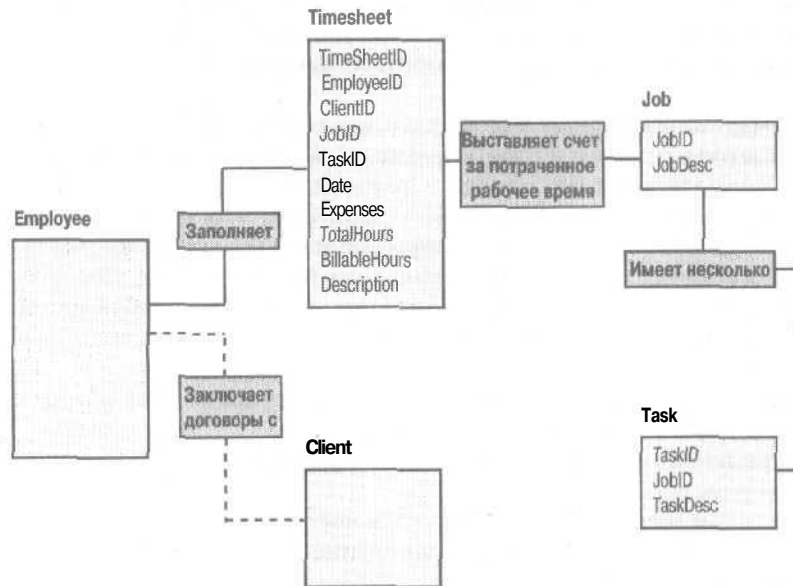 Timesheet
TimeSheetID
EmployeeID
ClientID
JobID
TaskID
Date
Expenses
TotalHours
BillableHours
Description
Выставляет счет
за потраченное
рабочее время
Job
JobID
JobDesc
Employee
Заполняет
Имеет несколько
Заключает
договоры с
Client
Task
TaskID
JobID
TaskDesc